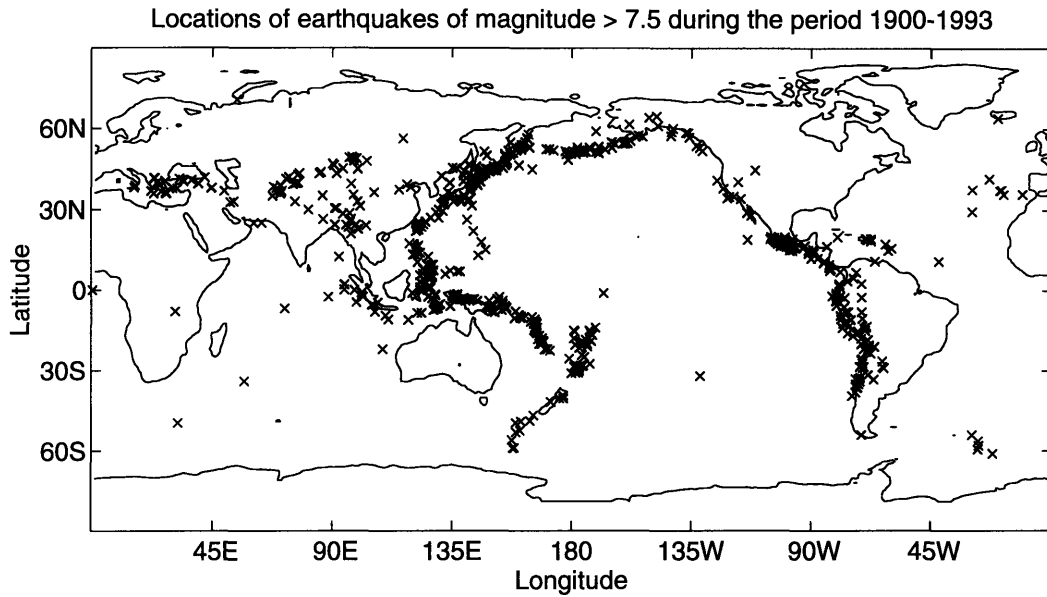 Locations of earthquakes of magnitude > 7.5 during the period 1900-1993
60N
30N
0
30S
60S
Latitude
45E 90E 135E 180 135W 90W 45W
Longitude